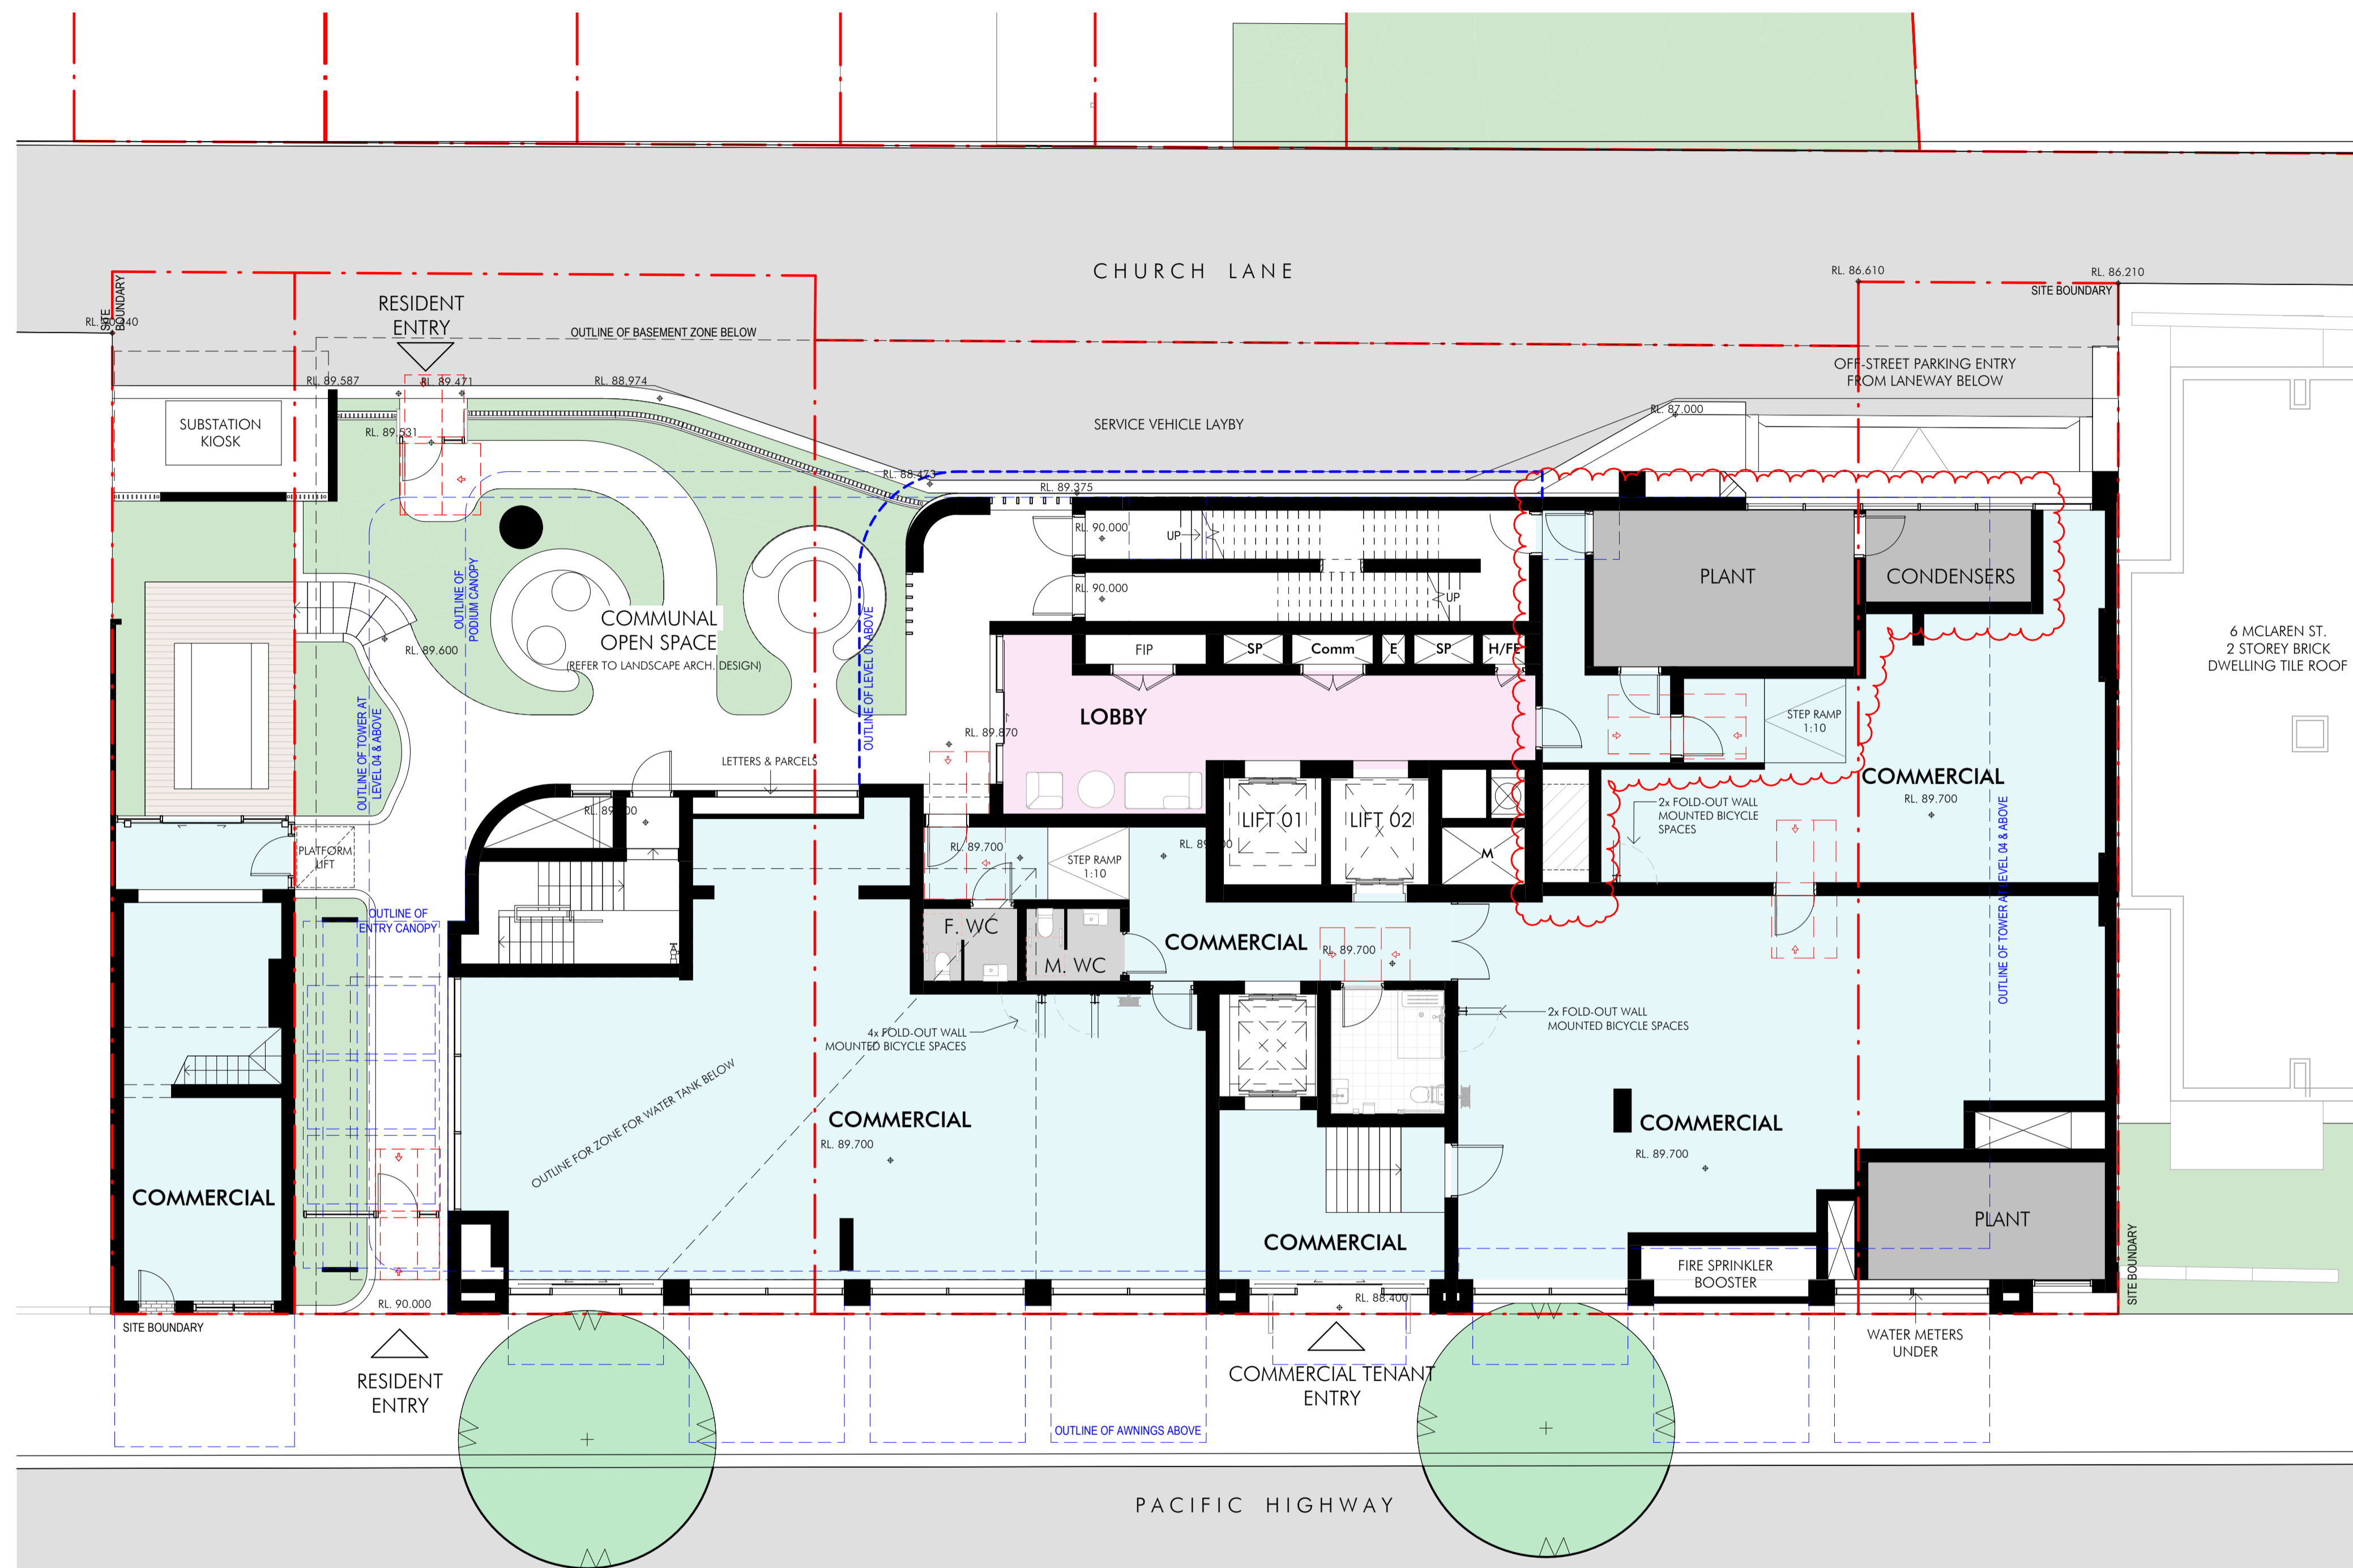 CHURCH LANE
RL. 86.610
RL. 86.210
SITE BOUNDARY
SITE
BOUNDARY
RESIDENT
ENTRY
OUTLINE OF BASEMENT ZONE BELOW
OFF-STREET PARKING ENTRY
FROM LANEWAY BELOW
RL. 89.587
RL. 89.471
RL. 88.974
SUBSTATION
KIOSK
RL. 89.531
SERVICE VEHICLE LAYBY
RL. 87.000
RL. 88.473
RL. 89.375
RL. 90.000
UP
PLANT
CONDENSERS
RL. 90.000
UP
OUTLINE OF
PODIUM CANOPY
COMMUNAL
OPEN SPACE
(REFER TO LANDSCAPE ARCH. DESIGN)
RL. 89.600
OUTLINE OF LEVEL 01 ABOVE
FIP
SP
Comm
E
SP
H/FE
6 MCLAREN ST.
2 STOREY BRICK
DWELLING TILE ROOF
LOBBY
RL. 89.870
STEP RAMP
1:10
OUTLINE OF TOWER AT
LEVEL 04 & ABOVE
LETTERS & PARCELS
COMMERCIAL
RL. 89.700
2x FOLD-OUT WALL
MOUNTED BICYCLE
SPACES
LIFT 01
LIFT 02
M
PLATFORM
LIFT
RL. 89.700
STEP RAMP
1:10
OUTLINE OF TOWER AT LEVEL 04 & ABOVE
OUTLINE OF
ENTRY CANOPY
F. WC
M. WC
COMMERCIAL
RL. 89.700
4x FOLD-OUT WALL
MOUNTED BICYCLE SPACES
2x FOLD-OUT WALL
MOUNTED BICYCLE SPACES
OUTLINE FOR ZONE FOR WATER TANK BELOW
COMMERCIAL
RL. 89.700
COMMERCIAL
RL. 89.700
COMMERCIAL
COMMERCIAL
PLANT
FIRE SPRINKLER
BOOSTER
SITE BOUNDARY
RL. 90.000
RL. 88.400
SITE BOUNDARY
RESIDENT
ENTRY
COMMERCIAL TENANT
ENTRY
WATER METERS
UNDER
OUTLINE OF AWNINGS ABOVE
PACIFIC HIGHWAY